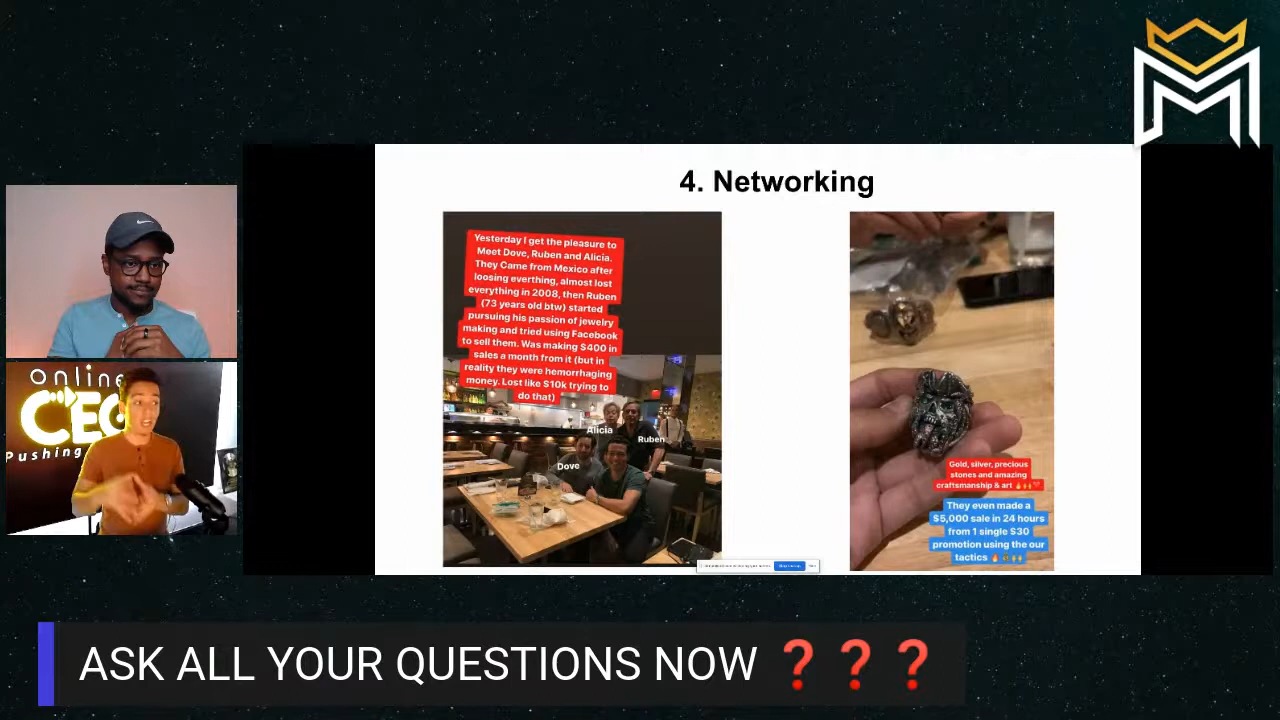 4. Networking
Yesterday I get the pleasure to
Meet Dove, Ruben and Alicia.
They Came from Mexico after
loosing everthing, almost lost
everything in 2008, then Ruben
(73 years old btw) started
pursuing his passion of jewelry
making and tried using Facebook
to sell them. Was making $400 in
sales a month from it (but in
reality they were hemorrhaging
money. Lost like $10k trying to
do that)
Alicia
Ruben
Dove
Gold, silver, precious
stones and amazing
craftsmanship & art 🔥🙌❤️
They even made a
$5,000 sale in 24 hours
from 1 single $30
promotion using the our
tactics 🔥
online
CEO
Pushing
ASK ALL YOUR QUESTIONS NOW ❓❓❓